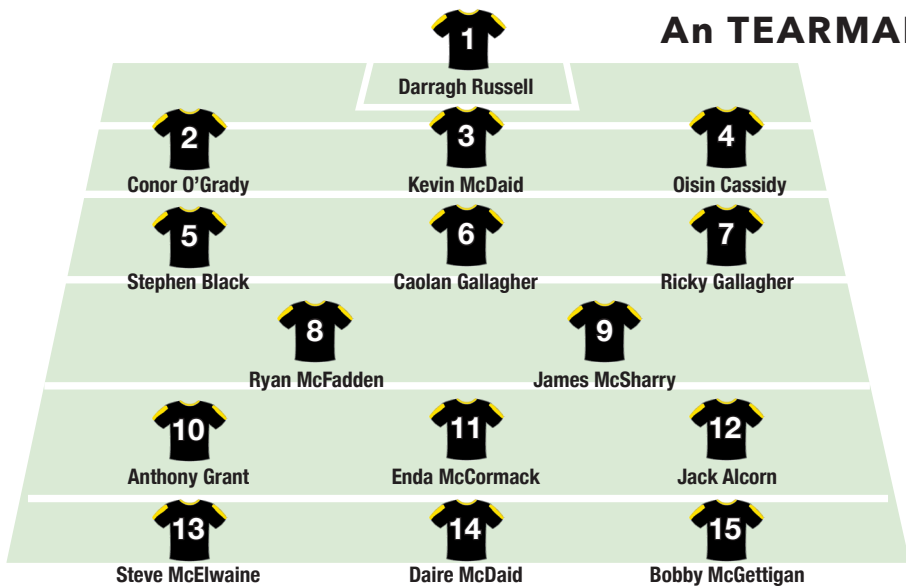 An TEARMA
1
Darragh Russell
2 3 4
Conor O'Grady Kevin McDaid Oisin Cassidy
5 6 7
Stephen Black Caolan Gallagher Ricky Gallagher
8 9
Ryan McFadden James McSharry
10 11 12
Anthony Grant Enda McCormack Jack Alcorn
13 14 15
Steve McElwaine Daire McDaid Bobby McGettigan